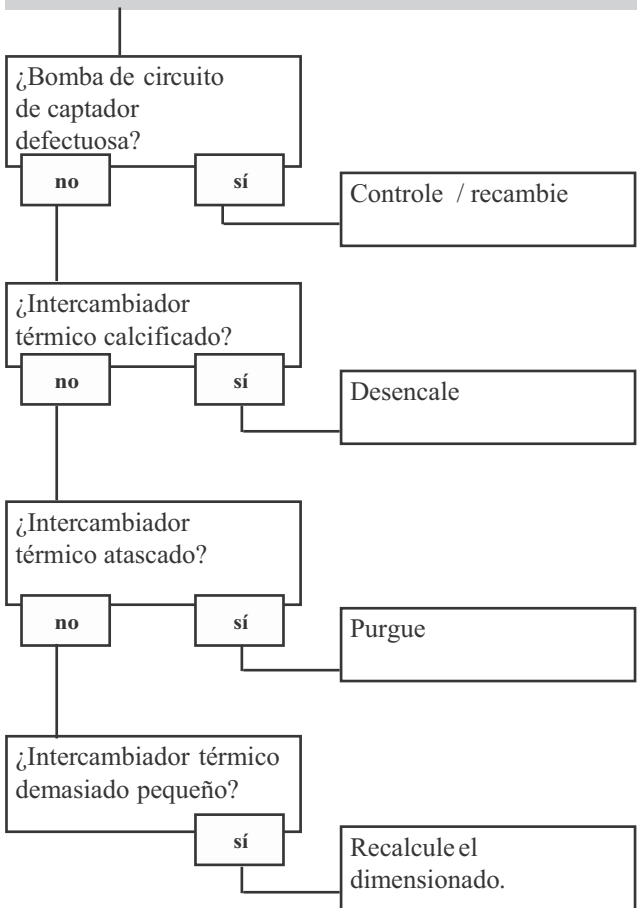 ¿Bomba de circuito
de captador
defectuosa?
no
sí
Controle / recambie
¿Intercambiador
térmico calcificado?
no
sí
Desencale
¿Intercambiador
térmico atascado?
no
sí
Purgue
¿Intercambiador térmico
demasiado pequeño?
sí
Recalcule el
dimensionado.